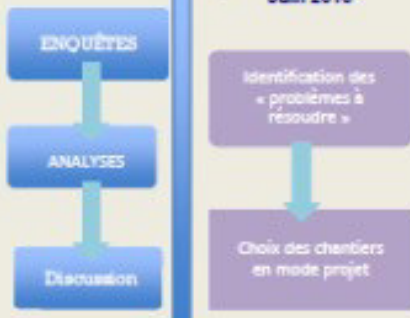 ENQUÊTES
ANALYSES
Discussion
Identification des
« problèmes à
résoudre »
Choix des chantiers
en mode projet